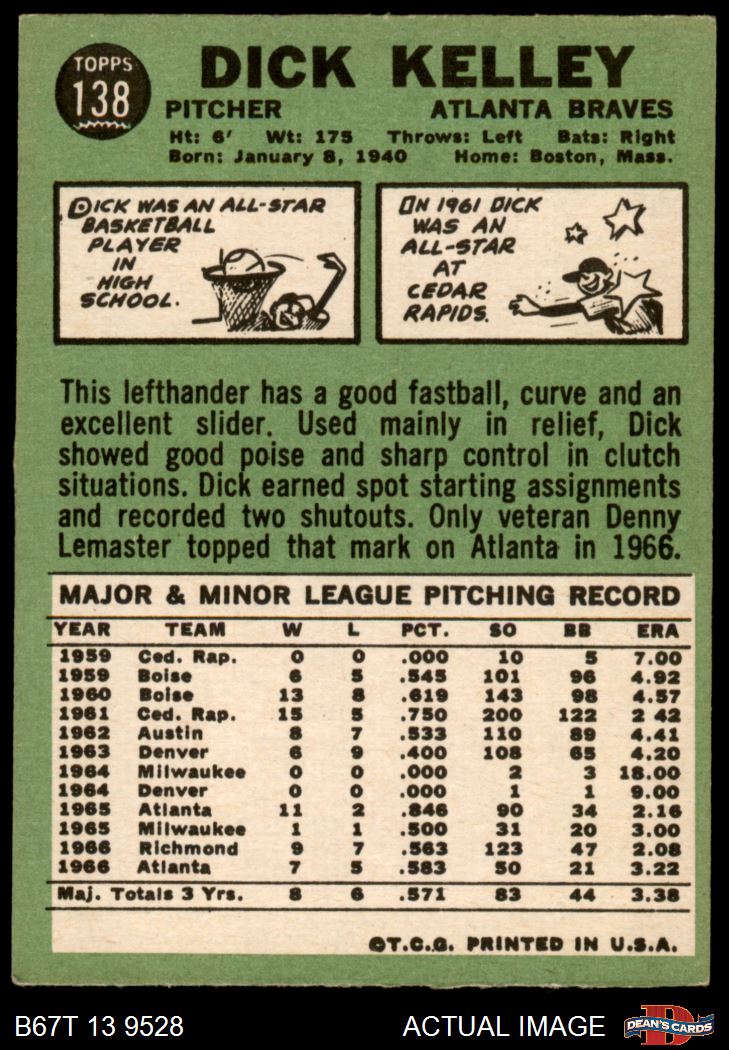 TOPPS
138
DICK KELLEY
PITCHER ATLANTA BRAVES
Ht: 6' Wt: 175 Throws: Left Bats: Right
Born: January 8, 1940 Home: Boston, Mass.
DICK WAS AN ALL-STAR
BASKETBALL
PLAYER
IN
HIGH
SCHOOL.
IN 1961 DICK
WAS AN
ALL-STAR
AT
CEDAR
RAPIDS.
This lefthander has a good fastball, curve and an
excellent slider. Used mainly in relief, Dick
showed good poise and sharp control in clutch
situations. Dick earned spot starting assignments
and recorded two shutouts. Only veteran Denny
Lemaster topped that mark on Atlanta in 1966.
MAJOR & MINOR LEAGUE PITCHING RECORD
YEAR TEAM W L PCT. SO BB ERA
1959 Ced. Rap. 0 0 .000 10 5 7.00
1959 Boise 6 5 .545 101 96 4.92
1960 Boise 13 8 .619 143 98 4.57
1961 Ced. Rap. 15 5 .750 200 122 2 42
1962 Austin 8 7 .533 110 89 4.41
1963 Denver 6 9 .400 108 65 4.20
1964 Milwaukee 0 0 .000 2 3 18.00
1964 Denver 0 0 .000 1 1 9.00
1965 Atlanta 11 2 .846 90 34 2.16
1965 Milwaukee 1 1 .500 31 20 3.00
1966 Richmond 9 7 .563 123 47 2.08
1966 Atlanta 7 5 .583 50 21 3.22
Maj. Totals 3 Yrs. 8 6 .571 83 44 3.38
©T.C.G. PRINTED IN U.S.A.
B67T 13 9528 ACTUAL IMAGE
D
DEAN'S CARDS